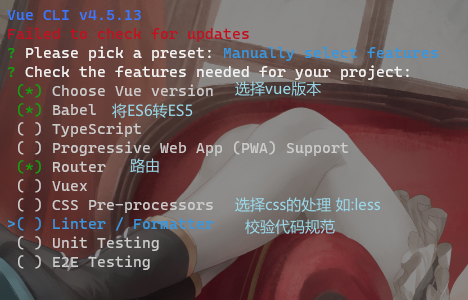 Vue CLI v4.5.13
Failed to check for updates
? Please pick a preset: Manually select features
? Check the features needed for your project:
(*) Choose Vue version 选择vue版本
(*) Babel 将ES6转ES5
( ) TypeScript
( ) Progressive Web App (PWA) Support
(*) Router 路由
( ) Vuex
( ) CSS Pre-processors 选择css的处理 如:less
>( ) Linter / Formatter 校验代码规范
( ) Unit Testing
( ) E2E Testing